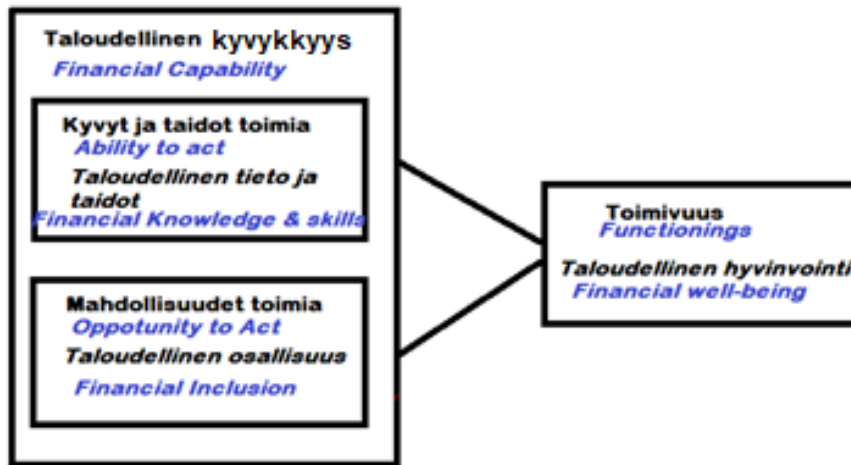 Taloudellinen kyvykkyys
Financial Capability
Kyvyt ja taidot toimia
Ability to act
Taloudellinen tieto ja
taidot
Financial Knowledge & skills
Mahdollisuudet toimia
Oppotunity to Act
Taloudellinen osallisuus
Financial Inclusion
Toimivuus
Functionings
Taloudellinen hyvinvointi
Financial well-being